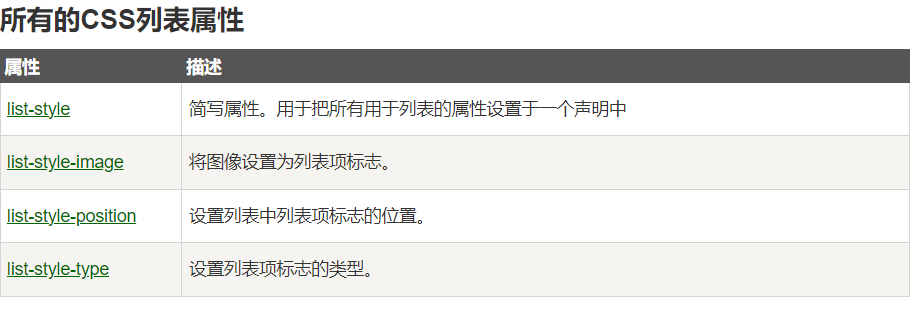 所有的CSS列表属性
属性 描述
list-style 简写属性。用于把所有用于列表的属性设置于一个声明中
list-style-image 将图像设置为列表项标志。
list-style-position 设置列表中列表项标志的位置。
list-style-type 设置列表项标志的类型。